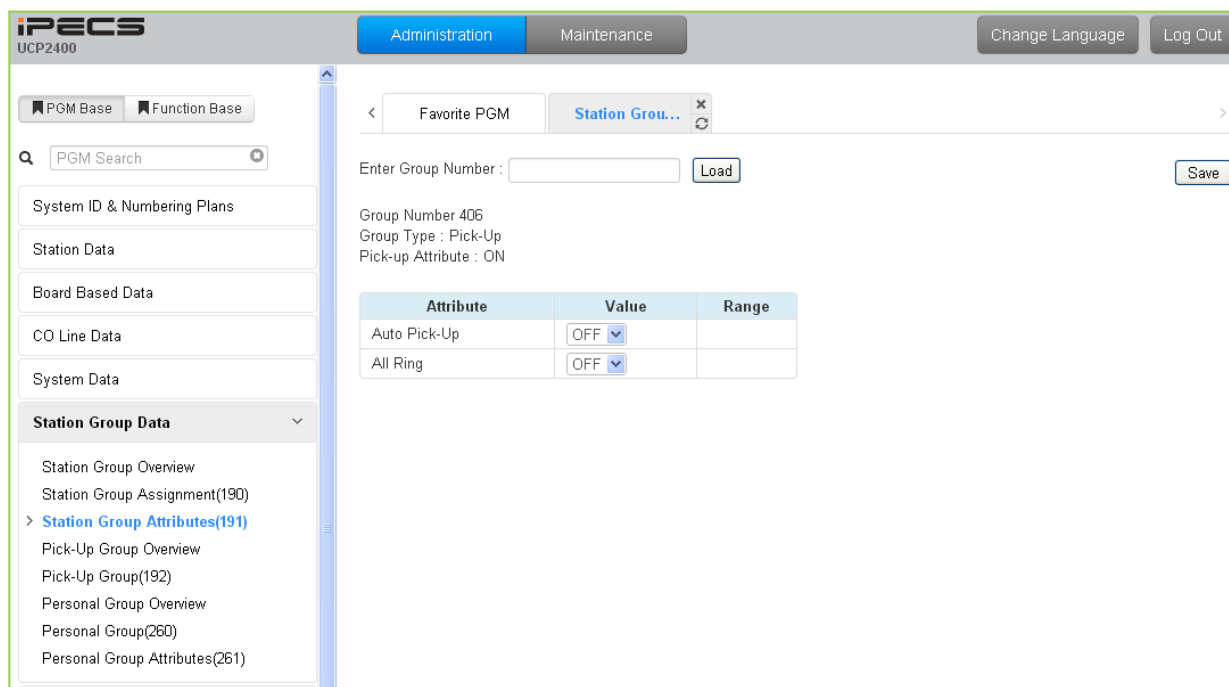 iPECS
UCP2400
Administration
Maintenance
Change Language
Log Out
PGM Base
Function Base
PGM Search
System ID & Numbering Plans
Station Data
Board Based Data
CO Line Data
System Data
Station Group Data
Station Group Overview
Station Group Assignment(190)
Station Group Attributes(191)
Pick-Up Group Overview
Pick-Up Group(192)
Personal Group Overview
Personal Group(260)
Personal Group Attributes(261)
Favorite PGM
Station Grou...
Enter Group Number :
Load
Save
Group Number 406
Group Type : Pick-Up
Pick-up Attribute : ON
Attribute Value Range
Auto Pick-Up OFF
All Ring OFF